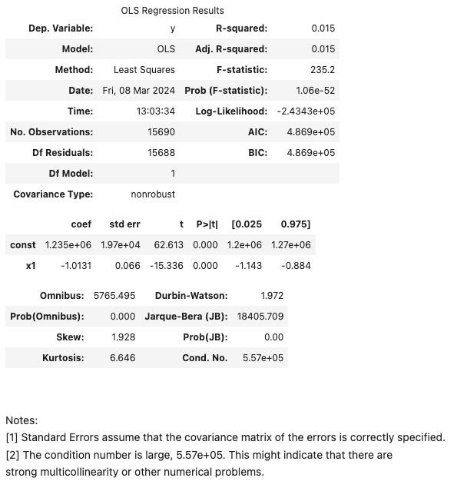 OLS Regression Results
Dep. Variable: y R-squared: 0.015
Model: OLS Adj. R-squared: 0.015
Method: Least Squares F-statistic: 235.2
Date: Fri, 08 Mar 2024 Prob (F-statistic): 1.06e-52
Time: 13:03:34 Log-Likelihood: -2.4343e+05
No. Observations: 15690 AIC: 4.869e+05
Df Residuals: 15688 BIC: 4.869e+05
Df Model: 1
Covariance Type: nonrobust
coef std err t P>|t| [0.025 0.975]
const 1.235e+06 1.97e+04 62.613 0.000 1.2e+06 1.27e+06
x1 -1.0131 0.066 -15.336 0.000 -1.143 -0.884
Omnibus: 5765.495 Durbin-Watson: 1.972
Prob(Omnibus): 0.000 Jarque-Bera (JB): 18405.709
Skew: 1.928 Prob(JB): 0.00
Kurtosis: 6.646 Cond. No. 5.57e+05
Notes:
[1] Standard Errors assume that the covariance matrix of the errors is correctly specified.
[2] The condition number is large, 5.57e+05. This might indicate that there are
strong multicollinearity or other numerical problems.